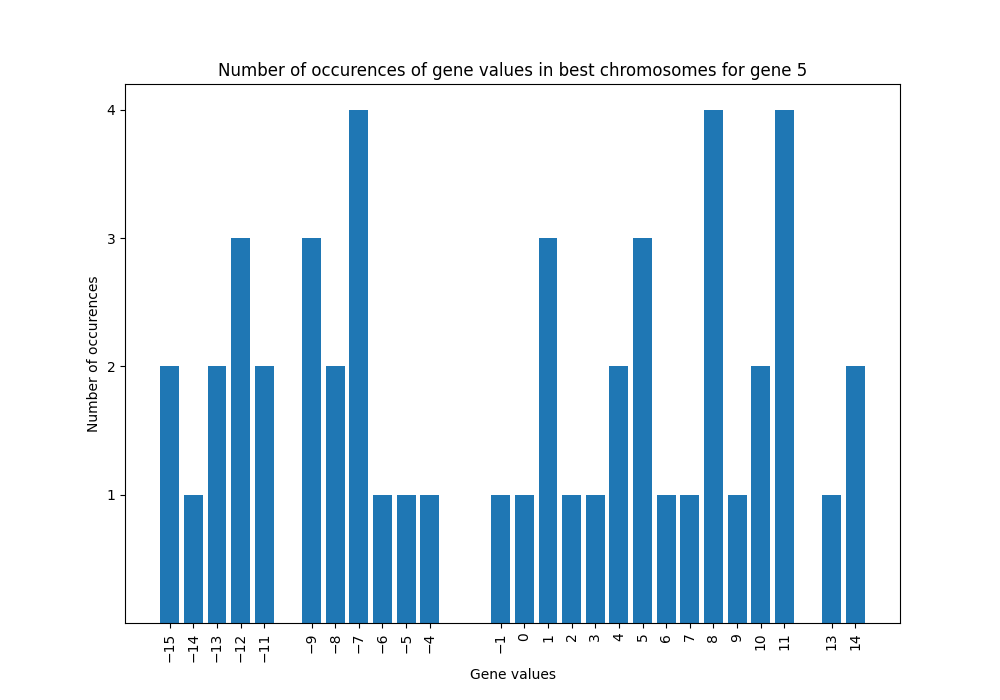 Number of occurences of gene values in best chromosomes for gene 5
4
3
2
1
Number of occurences
−15 −14 −13 −12 −11 −9 −8 −7 −6 −5 −4 −1 0 1 2 3 4 5 6 7 8 9 10 11 13 14
Gene values